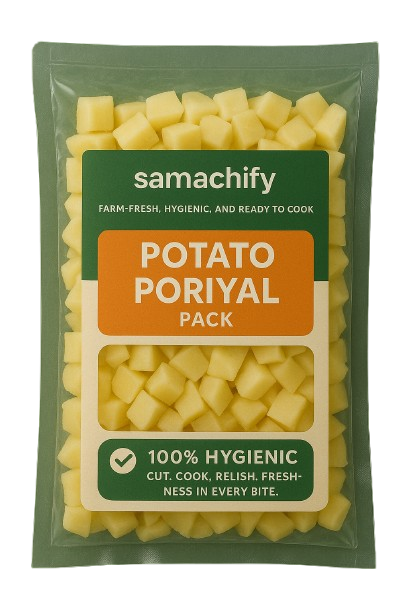 samachify
FARM-FRESH, HYGIENIC, AND READY TO COOK
POTATO
PORIYAL
PACK
100% HYGIENIC
CUT. COOK, RELISH. FRESH-
NESS IN EVERY BITE.